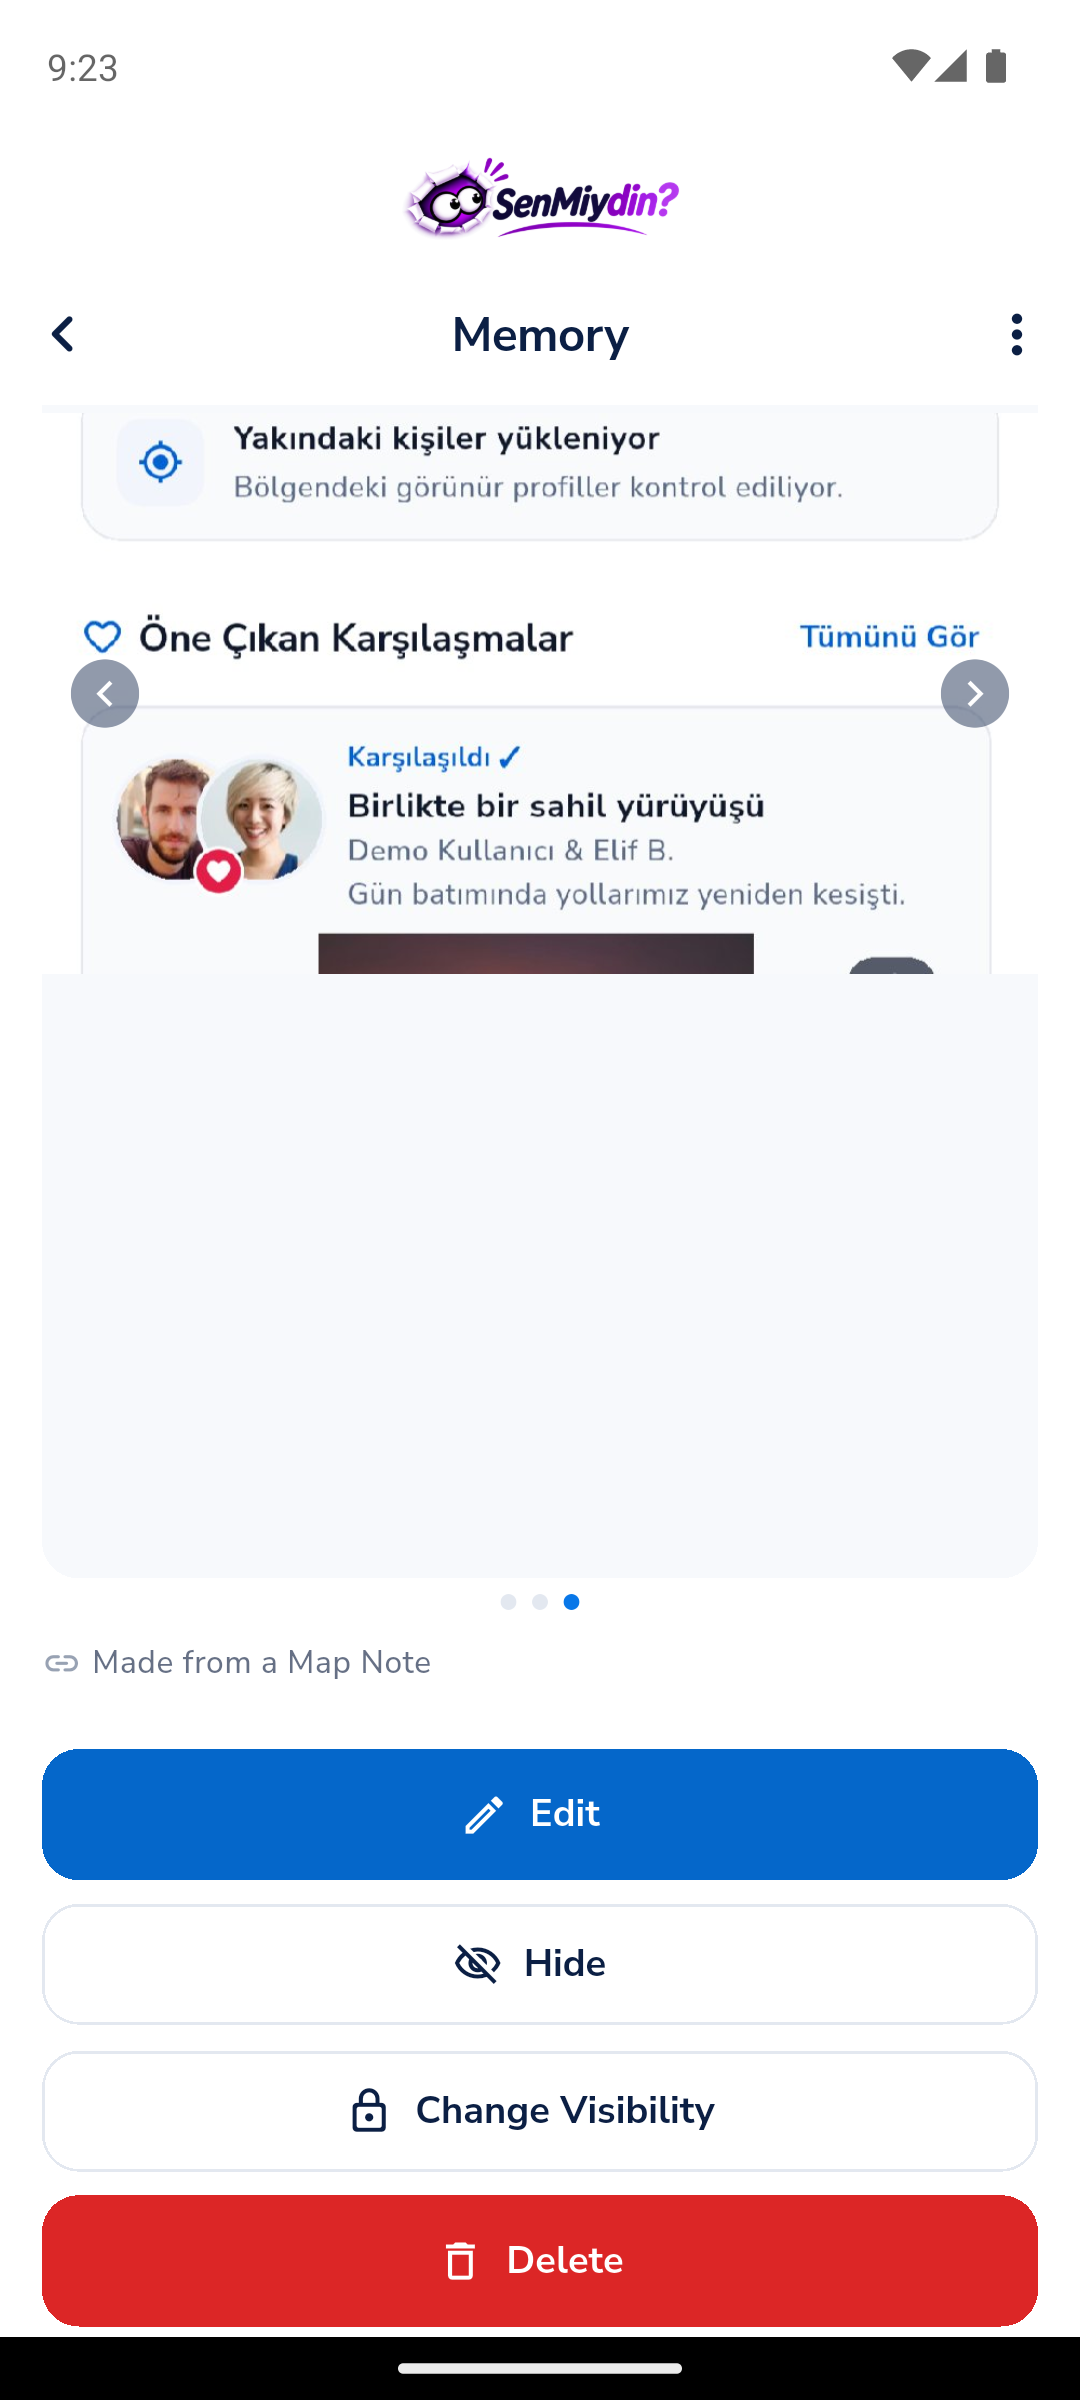 9:23
SenMiydin?
Memory
Yakındaki kişiler yükleniyor
Bölgendeki görünür profiller kontrol ediliyor.
Öne Çıkan Karşılaşmalar
Tümünü Gör
Karşılaşıldı ✓
Birlikte bir sahil yürüyüşü
Demo Kullanıcı & Elif B.
Gün batımında yollarımız yeniden kesişti.
Made from a Map Note
Edit
Hide
Change Visibility
Delete